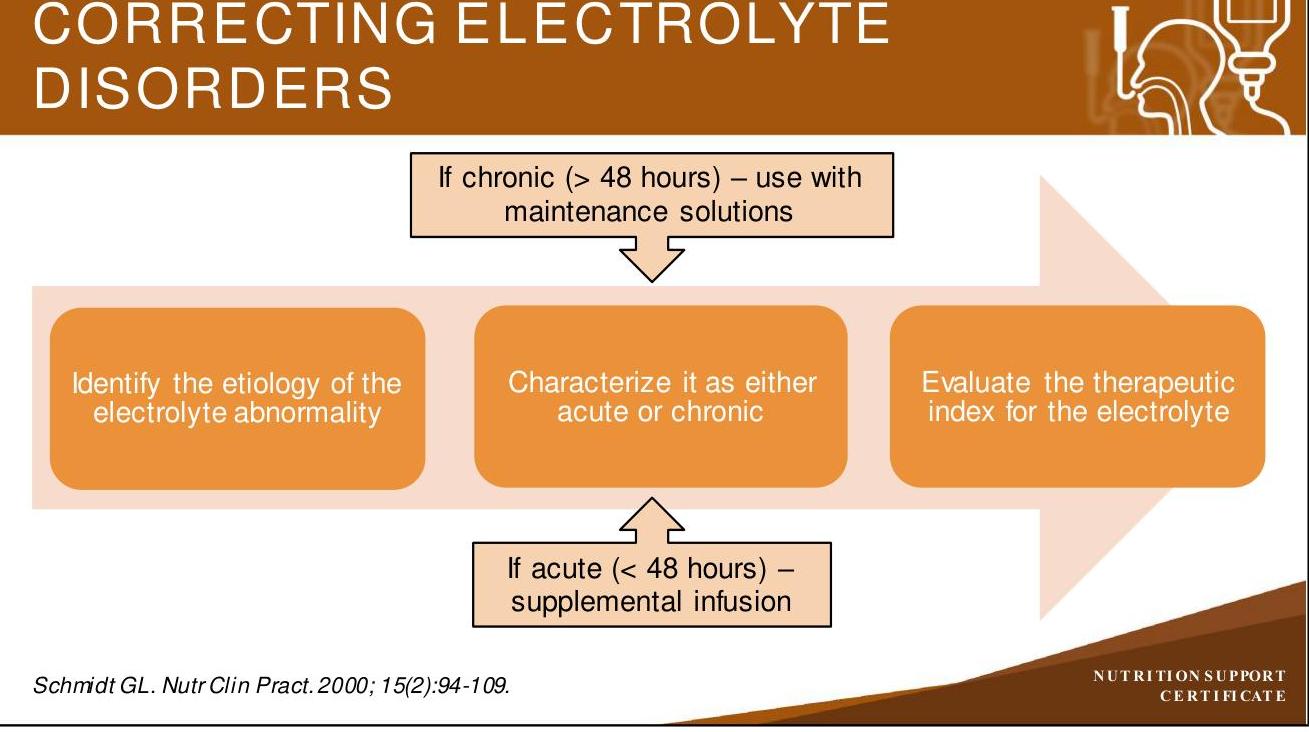 CORRECTING ELECTROLYTE
DISORDERS
If chronic (> 48 hours) – use with
maintenance solutions
Identify the etiology of the
electrolyte abnormality
Characterize it as either
acute or chronic
Evaluate the therapeutic
index for the electrolyte
If acute (< 48 hours) –
supplemental infusion
Schmidt GL. Nutr Clin Pract. 2000; 15(2):94-109.
NUTRITION SUPPORT
CERTIFICATE